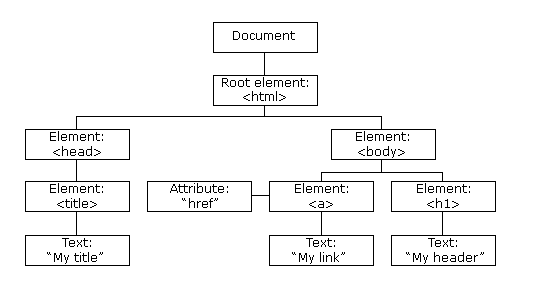 Document
Root element:
<html>
Element:
<head>
Element:
<body>
Element:
<title>
Attribute:
“href”
Element:
<a>
Element:
<h1>
Text:
“My title”
Text:
“My link”
Text:
“My header”